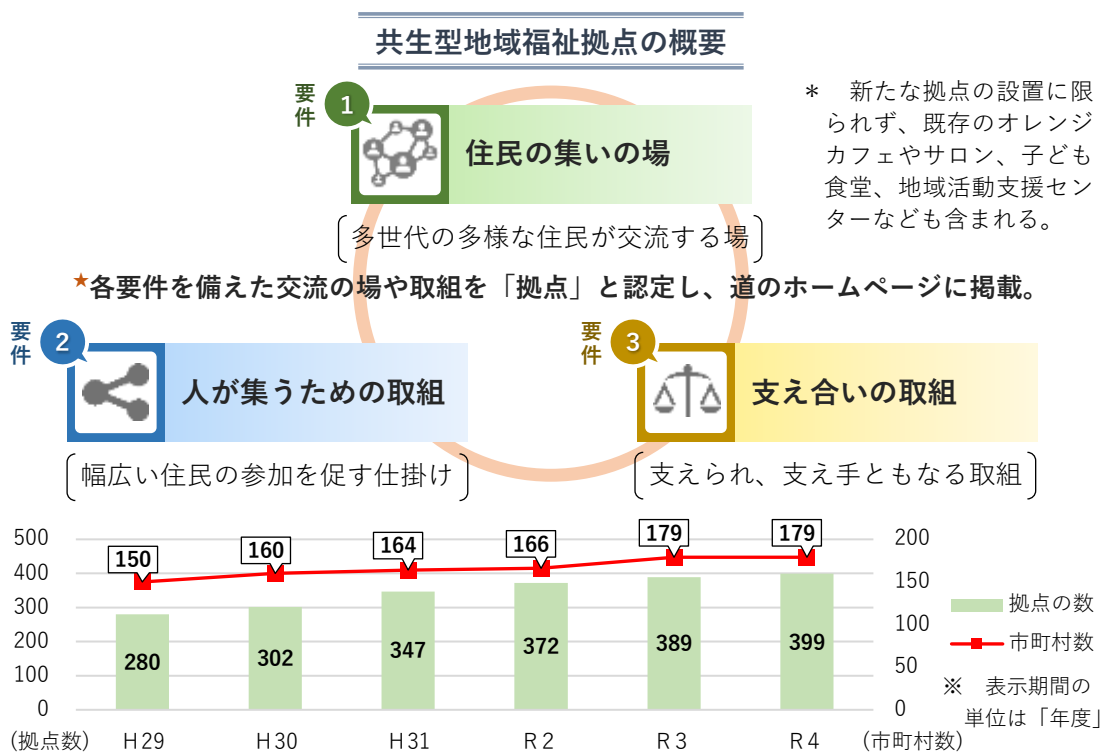 共生型地域福祉拠点の概要
要件
1
住民の集いの場
多世代の多様な住民が交流する場
＊　新たな拠点の設置に限
られず、既存のオレンジ
カフェやサロン、子ども
食堂、地域活動支援セン
ターなども含まれる。
★各要件を備えた交流の場や取組を「拠点」と認定し、道のホームページに掲載。
要件
2
人が集うための取組
幅広い住民の参加を促す仕掛け
要件
3
支え合いの取組
支えられ、支え手ともなる取組
500
400
300
200
100
0
(拠点数)
150
160
164
166
179
179
280
302
347
372
389
399
H29
H30
H31
R2
R3
R4
200
150
100
50
0
(市町村数)
拠点の数
市町村数
※　表示期間の
単位は「年度」